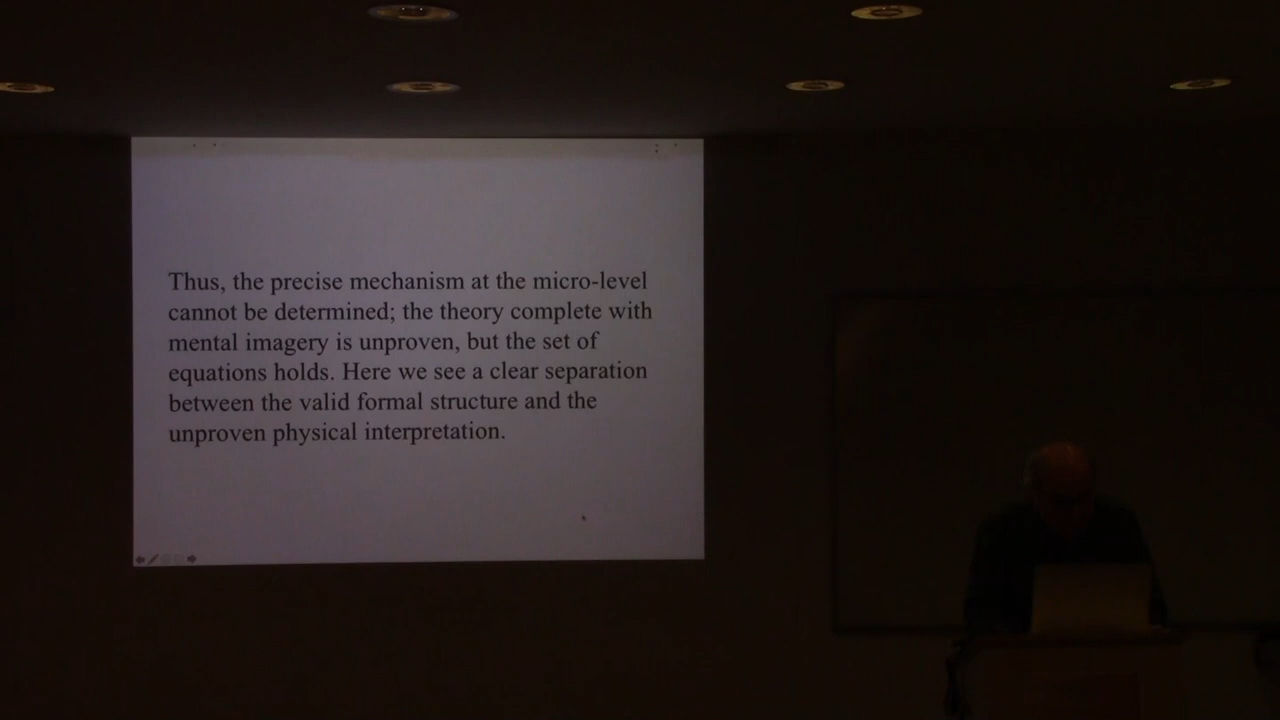 Thus, the precise mechanism at the micro-level
cannot be determined; the theory complete with
mental imagery is unproven, but the set of
equations holds. Here we see a clear separation
between the valid formal structure and the
unproven physical interpretation.